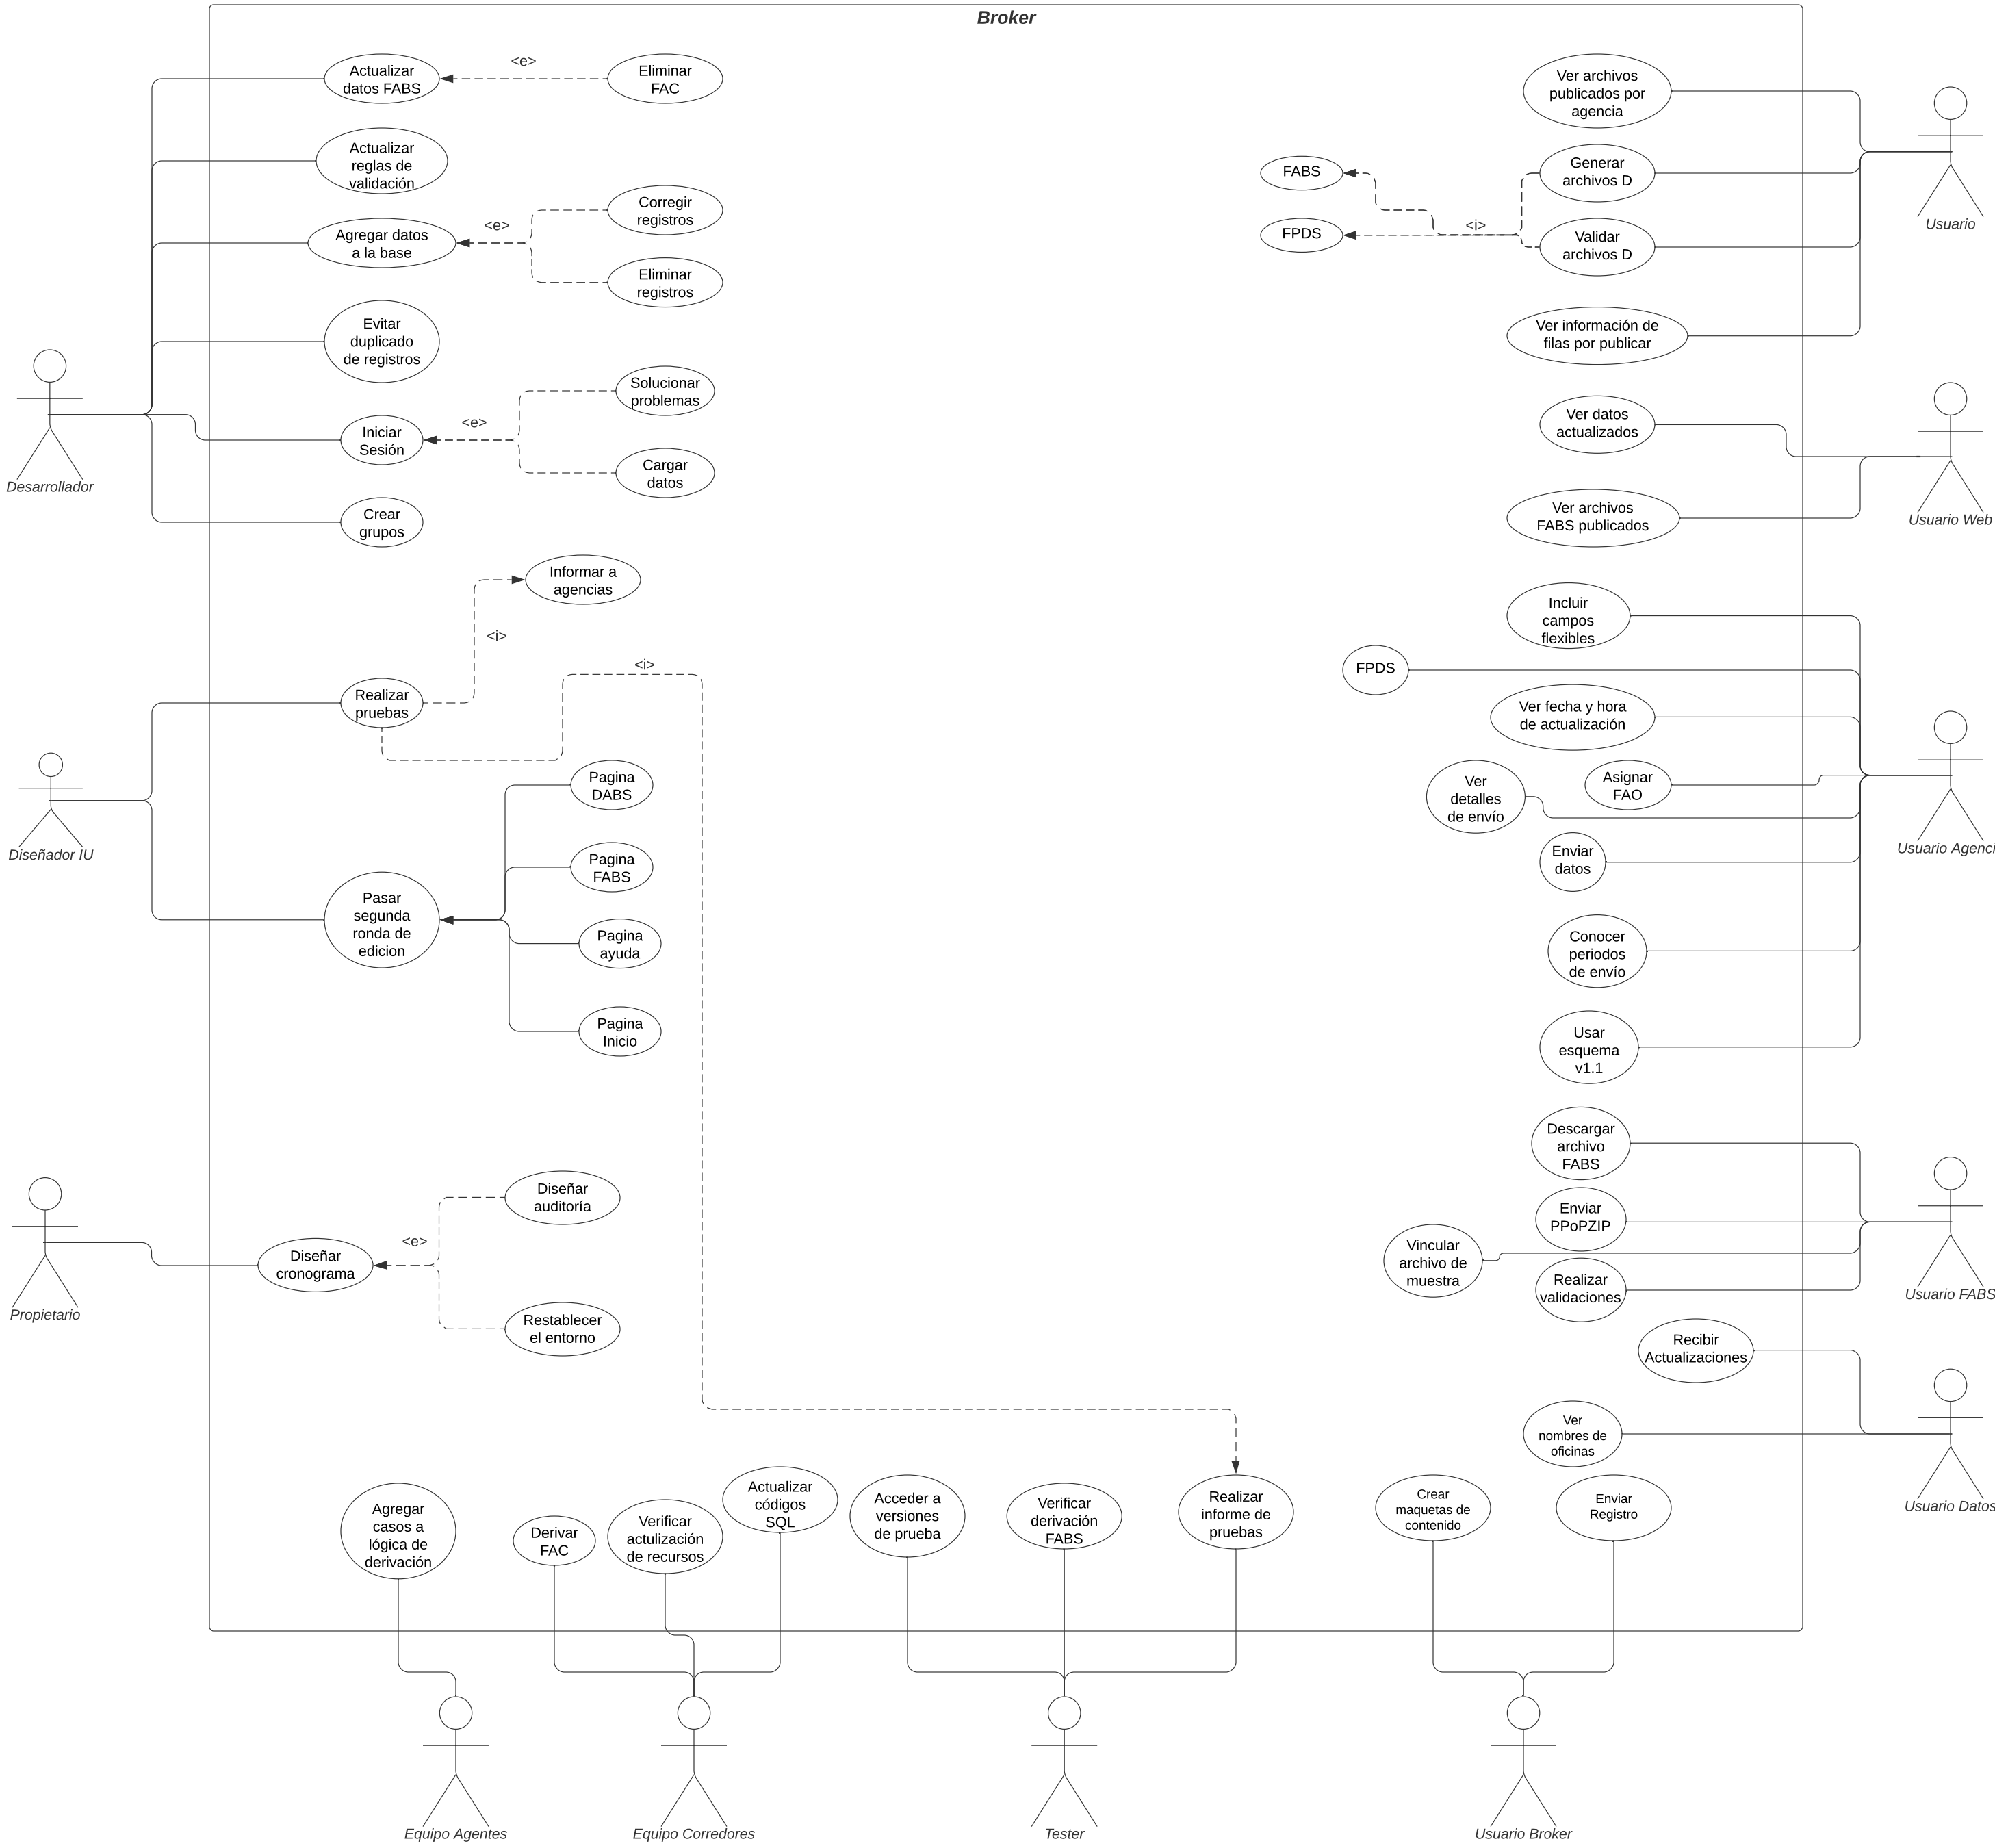 Broker
Actualizar
datos FABS
<e>
Eliminar
FAC
Actualizar
reglas de
validación
Agregar datos
a la base
<e>
Corregir
registros
Eliminar
registros
Evitar
duplicado
de registros
Iniciar
Sesión
<e>
Solucionar
problemas
Cargar
datos
Crear
grupos
Desarrollador
Informar a
agencias
<i>
Realizar
pruebas
<i>
Pagina
DABS
Pagina
FABS
Pasar
segunda
ronda de
edicion
Pagina
ayuda
Pagina
Inicio
Diseñador IU
Diseñar
auditoría
<e>
Diseñar
cronograma
Restablecer
el entorno
Propietario
Ver archivos
publicados por
agencia
FABS
Generar
archivos D
<i>
FPDS
Validar
archivos D
Ver información de
filas por publicar
Usuario
Ver datos
actualizados
Ver archivos
FABS publicados
Usuario Web
Incluir
campos
flexibles
FPDS
Ver fecha y hora
de actualización
Ver
detalles
de envío
Asignar
FAO
Enviar
datos
Conocer
periodos
de envío
Usar
esquema
v1.1
Usuario Agenci
Descargar
archivo
FABS
Enviar
PPoPZIP
Vincular
archivo de
muestra
Realizar
validaciones
Usuario FABS
Recibir
Actualizaciones
Ver
nombres de
oficinas
Usuario Datos
Agregar
casos a
lógica de
derivación
Derivar
FAC
Verificar
actulización
de recursos
Actualizar
códigos
SQL
Acceder a
versiones
de prueba
Verificar
derivación
FABS
Realizar
informe de
pruebas
Crear
maquetas de
contenido
Enviar
Registro
Equipo Agentes
Equipo Corredores
Tester
Usuario Broker